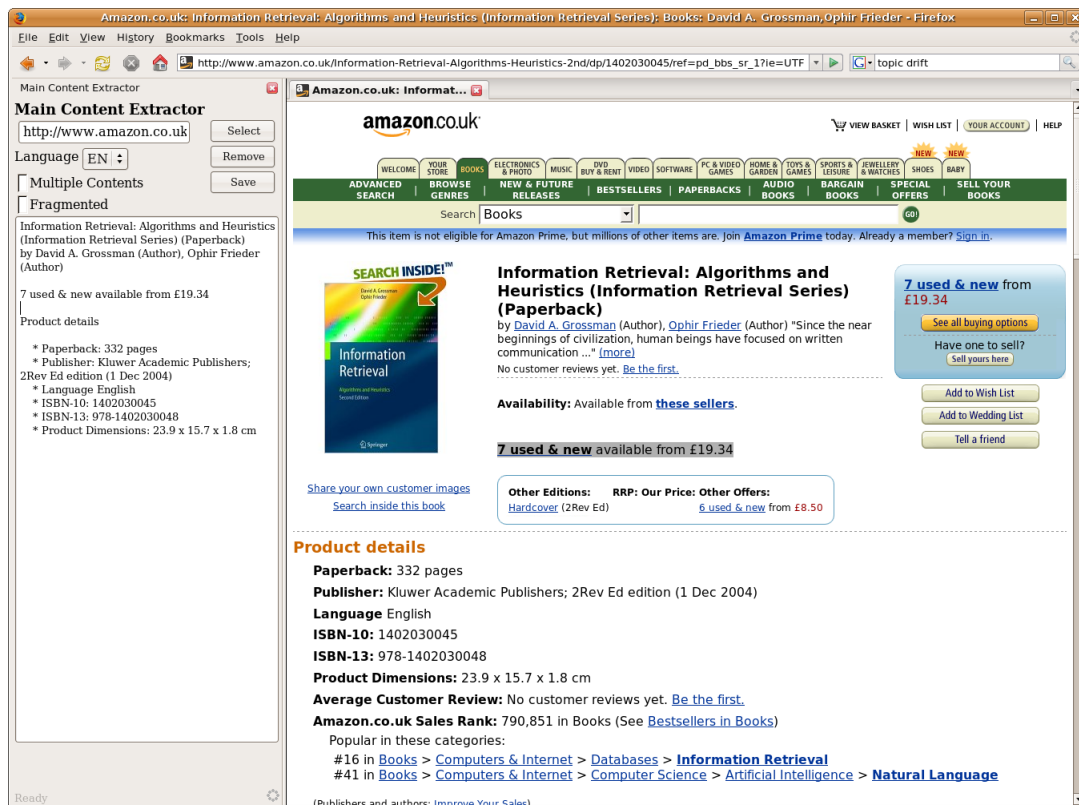 Amazon.co.uk: Information Retrieval: Algorithms and Heuristics (Information Retrieval Series): Books: David A. Grossman,Ophir Frieder - Firefox
File Edit View History Bookmarks Tools Help
http://www.amazon.co.uk/Information-Retrieval-Algorithms-Heuristics-2nd/dp/1402030045/ref=pd_bbs_sr_1?ie=UTF
topic drift
Main Content Extractor
Main Content Extractor
http://www.amazon.co.uk
Select
Language EN
Remove
Multiple Contents
Save
Fragmented
Information Retrieval: Algorithms and Heuristics
(Information Retrieval Series) (Paperback)
by David A. Grossman (Author), Ophir Frieder
(Author)
7 used & new available from £19.34
Product details
* Paperback: 332 pages
* Publisher: Kluwer Academic Publishers;
2Rev Ed edition (1 Dec 2004)
* Language English
* ISBN-10: 1402030045
* ISBN-13: 978-1402030048
* Product Dimensions: 23.9 x 15.7 x 1.8 cm
Ready
Amazon.co.uk: Informat...
amazon.co.uk
VIEW BASKET | WISH LIST | YOUR ACCOUNT | HELP
NEW NEW
WELCOME
YOUR STORE
BOOKS
ELECTRONICS & PHOTO
MUSIC
DVD BUY & RENT
VIDEO
SOFTWARE
PC & VIDEO GAMES
HOME & GARDEN
TOYS & GAMES
SPORTS & LEISURE
JEWELLERY & WATCHES
SHOES
BABY
ADVANCED SEARCH | BROWSE GENRES | NEW & FUTURE RELEASES | BESTSELLERS | PAPERBACKS | AUDIO BOOKS | BARGAIN BOOKS | SPECIAL OFFERS | SELL YOUR BOOKS
Search Books GO!
This item is not eligible for Amazon Prime, but millions of other items are. Join Amazon Prime today. Already a member? Sign in.
SEARCH INSIDE!™
David A. Grossman
Ophir Frieder
Information
Retrieval
Algorithms and Heuristics
Second Edition
Springer
Share your own customer images
Search inside this book
Information Retrieval: Algorithms and
Heuristics (Information Retrieval Series)
(Paperback)
by David A. Grossman (Author), Ophir Frieder (Author) "Since the near
beginnings of civilization, human beings have focused on written
communication ..." (more)
No customer reviews yet. Be the first.
Availability: Available from these sellers.
7 used & new available from £19.34
Other Editions: RRP: Our Price: Other Offers:
Hardcover (2Rev Ed) 6 used & new from £8.50
7 used & new from
£19.34
See all buying options
Have one to sell?
Sell yours here
Add to Wish List
Add to Wedding List
Tell a friend
Product details
Paperback: 332 pages
Publisher: Kluwer Academic Publishers; 2Rev Ed edition (1 Dec 2004)
Language English
ISBN-10: 1402030045
ISBN-13: 978-1402030048
Product Dimensions: 23.9 x 15.7 x 1.8 cm
Average Customer Review: No customer reviews yet. Be the first.
Amazon.co.uk Sales Rank: 790,851 in Books (See Bestsellers in Books)
Popular in these categories:
#16 in Books > Computers & Internet > Databases > Information Retrieval
#41 in Books > Computers & Internet > Computer Science > Artificial Intelligence > Natural Language
(Publishers and authors: Improve Your Sales)